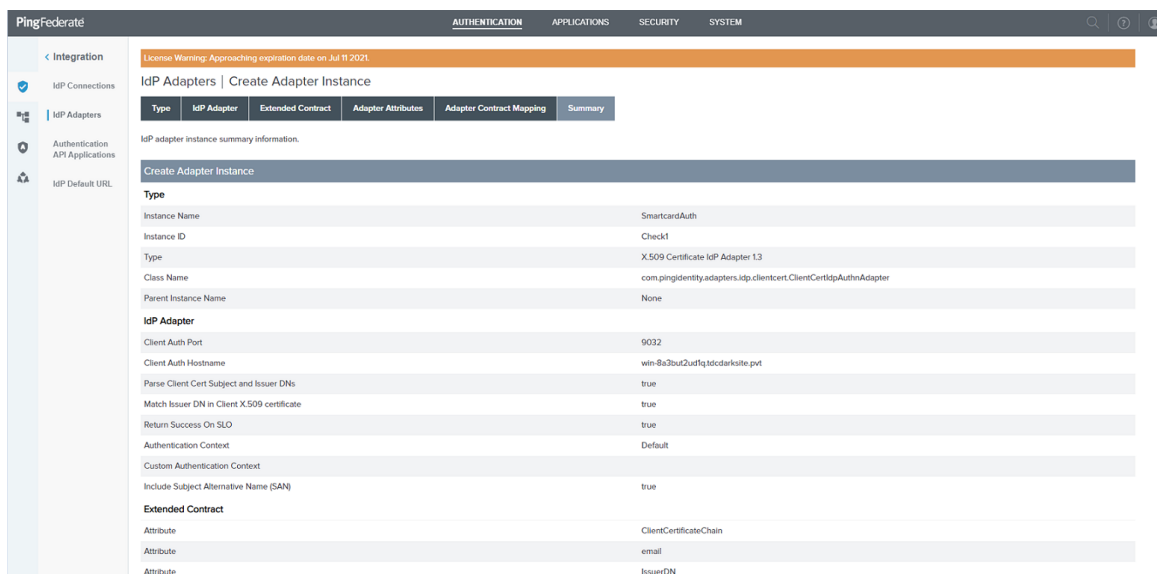 PingFederate AUTHENTICATION APPLICATIONS SECURITY SYSTEM
< Integration
IdP Connections
IdP Adapters
Authentication
API Applications
IdP Default URL
License Warning: Approaching expiration date on Jul 11 2021.
IdP Adapters | Create Adapter Instance
Type IdP Adapter Extended Contract Adapter Attributes Adapter Contract Mapping Summary
IdP adapter instance summary information.
Create Adapter Instance
Type
Instance Name SmartcardAuth
Instance ID Check1
Type X.509 Certificate IdP Adapter 1.3
Class Name com.pingidentity.adapters.idp.clientcert.ClientCertIdpAuthnAdapter
Parent Instance Name None
IdP Adapter
Client Auth Port 9032
Client Auth Hostname win-8a3but2ud1q.tdcdarksite.pvt
Parse Client Cert Subject and Issuer DNs true
Match Issuer DN in Client X.509 certificate true
Return Success On SLO true
Authentication Context Default
Custom Authentication Context
Include Subject Alternative Name (SAN) true
Extended Contract
Attribute ClientCertificateChain
Attribute email
Attribute IssuerDN